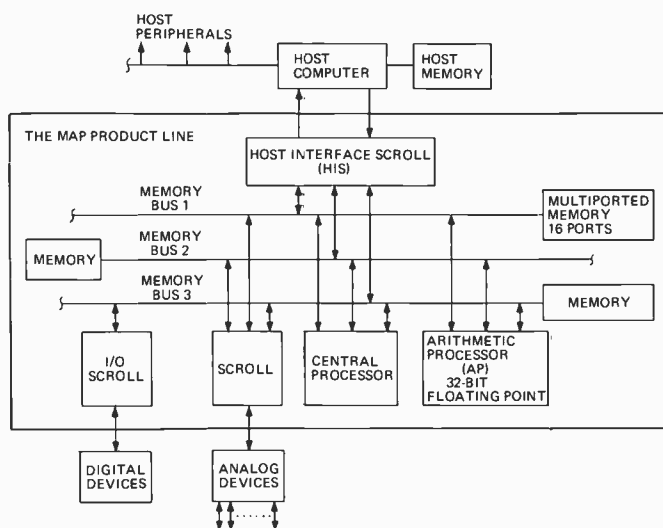 HOST
PERIPHERALS
HOST
COMPUTER
HOST
MEMORY
THE MAP PRODUCT LINE
HOST INTERFACE SCROLL
(HIS)
MEMORY
BUS 1
MULTIPORTED
MEMORY
16 PORTS
MEMORY
BUS 2
MEMORY
MEMORY
BUS 3
MEMORY
I/O
SCROLL
SCROLL
CENTRAL
PROCESSOR
ARITHMETIC
PROCESSOR
(AP)
32-BIT
FLOATING POINT
DIGITAL
DEVICES
ANALOG
DEVICES